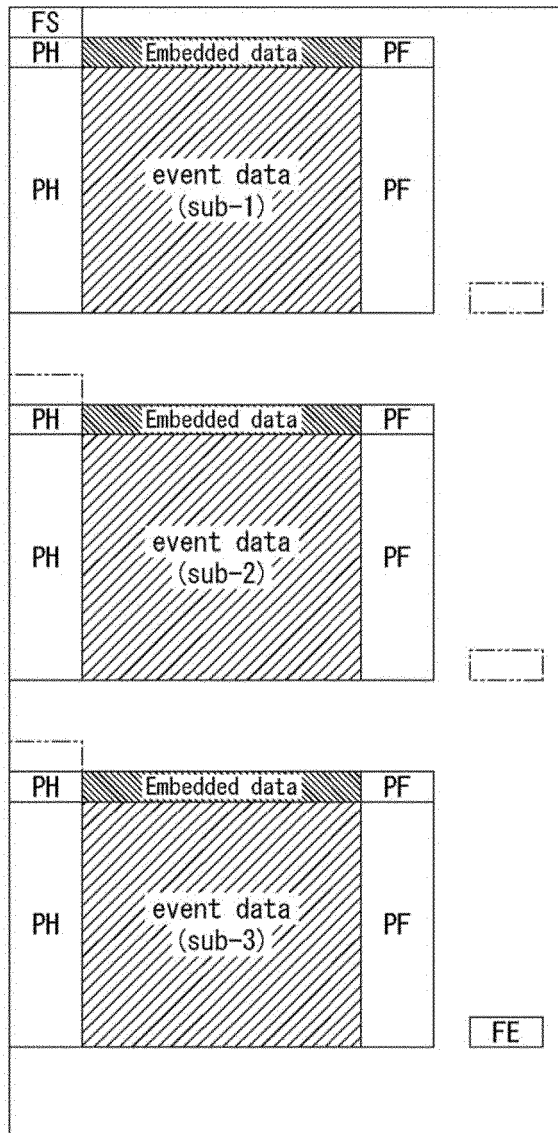 FS
PH Embedded data PF
PH event data (sub-1) PF
PH Embedded data PF
PH event data (sub-2) PF
PH Embedded data PF
PH event data (sub-3) PF
FE